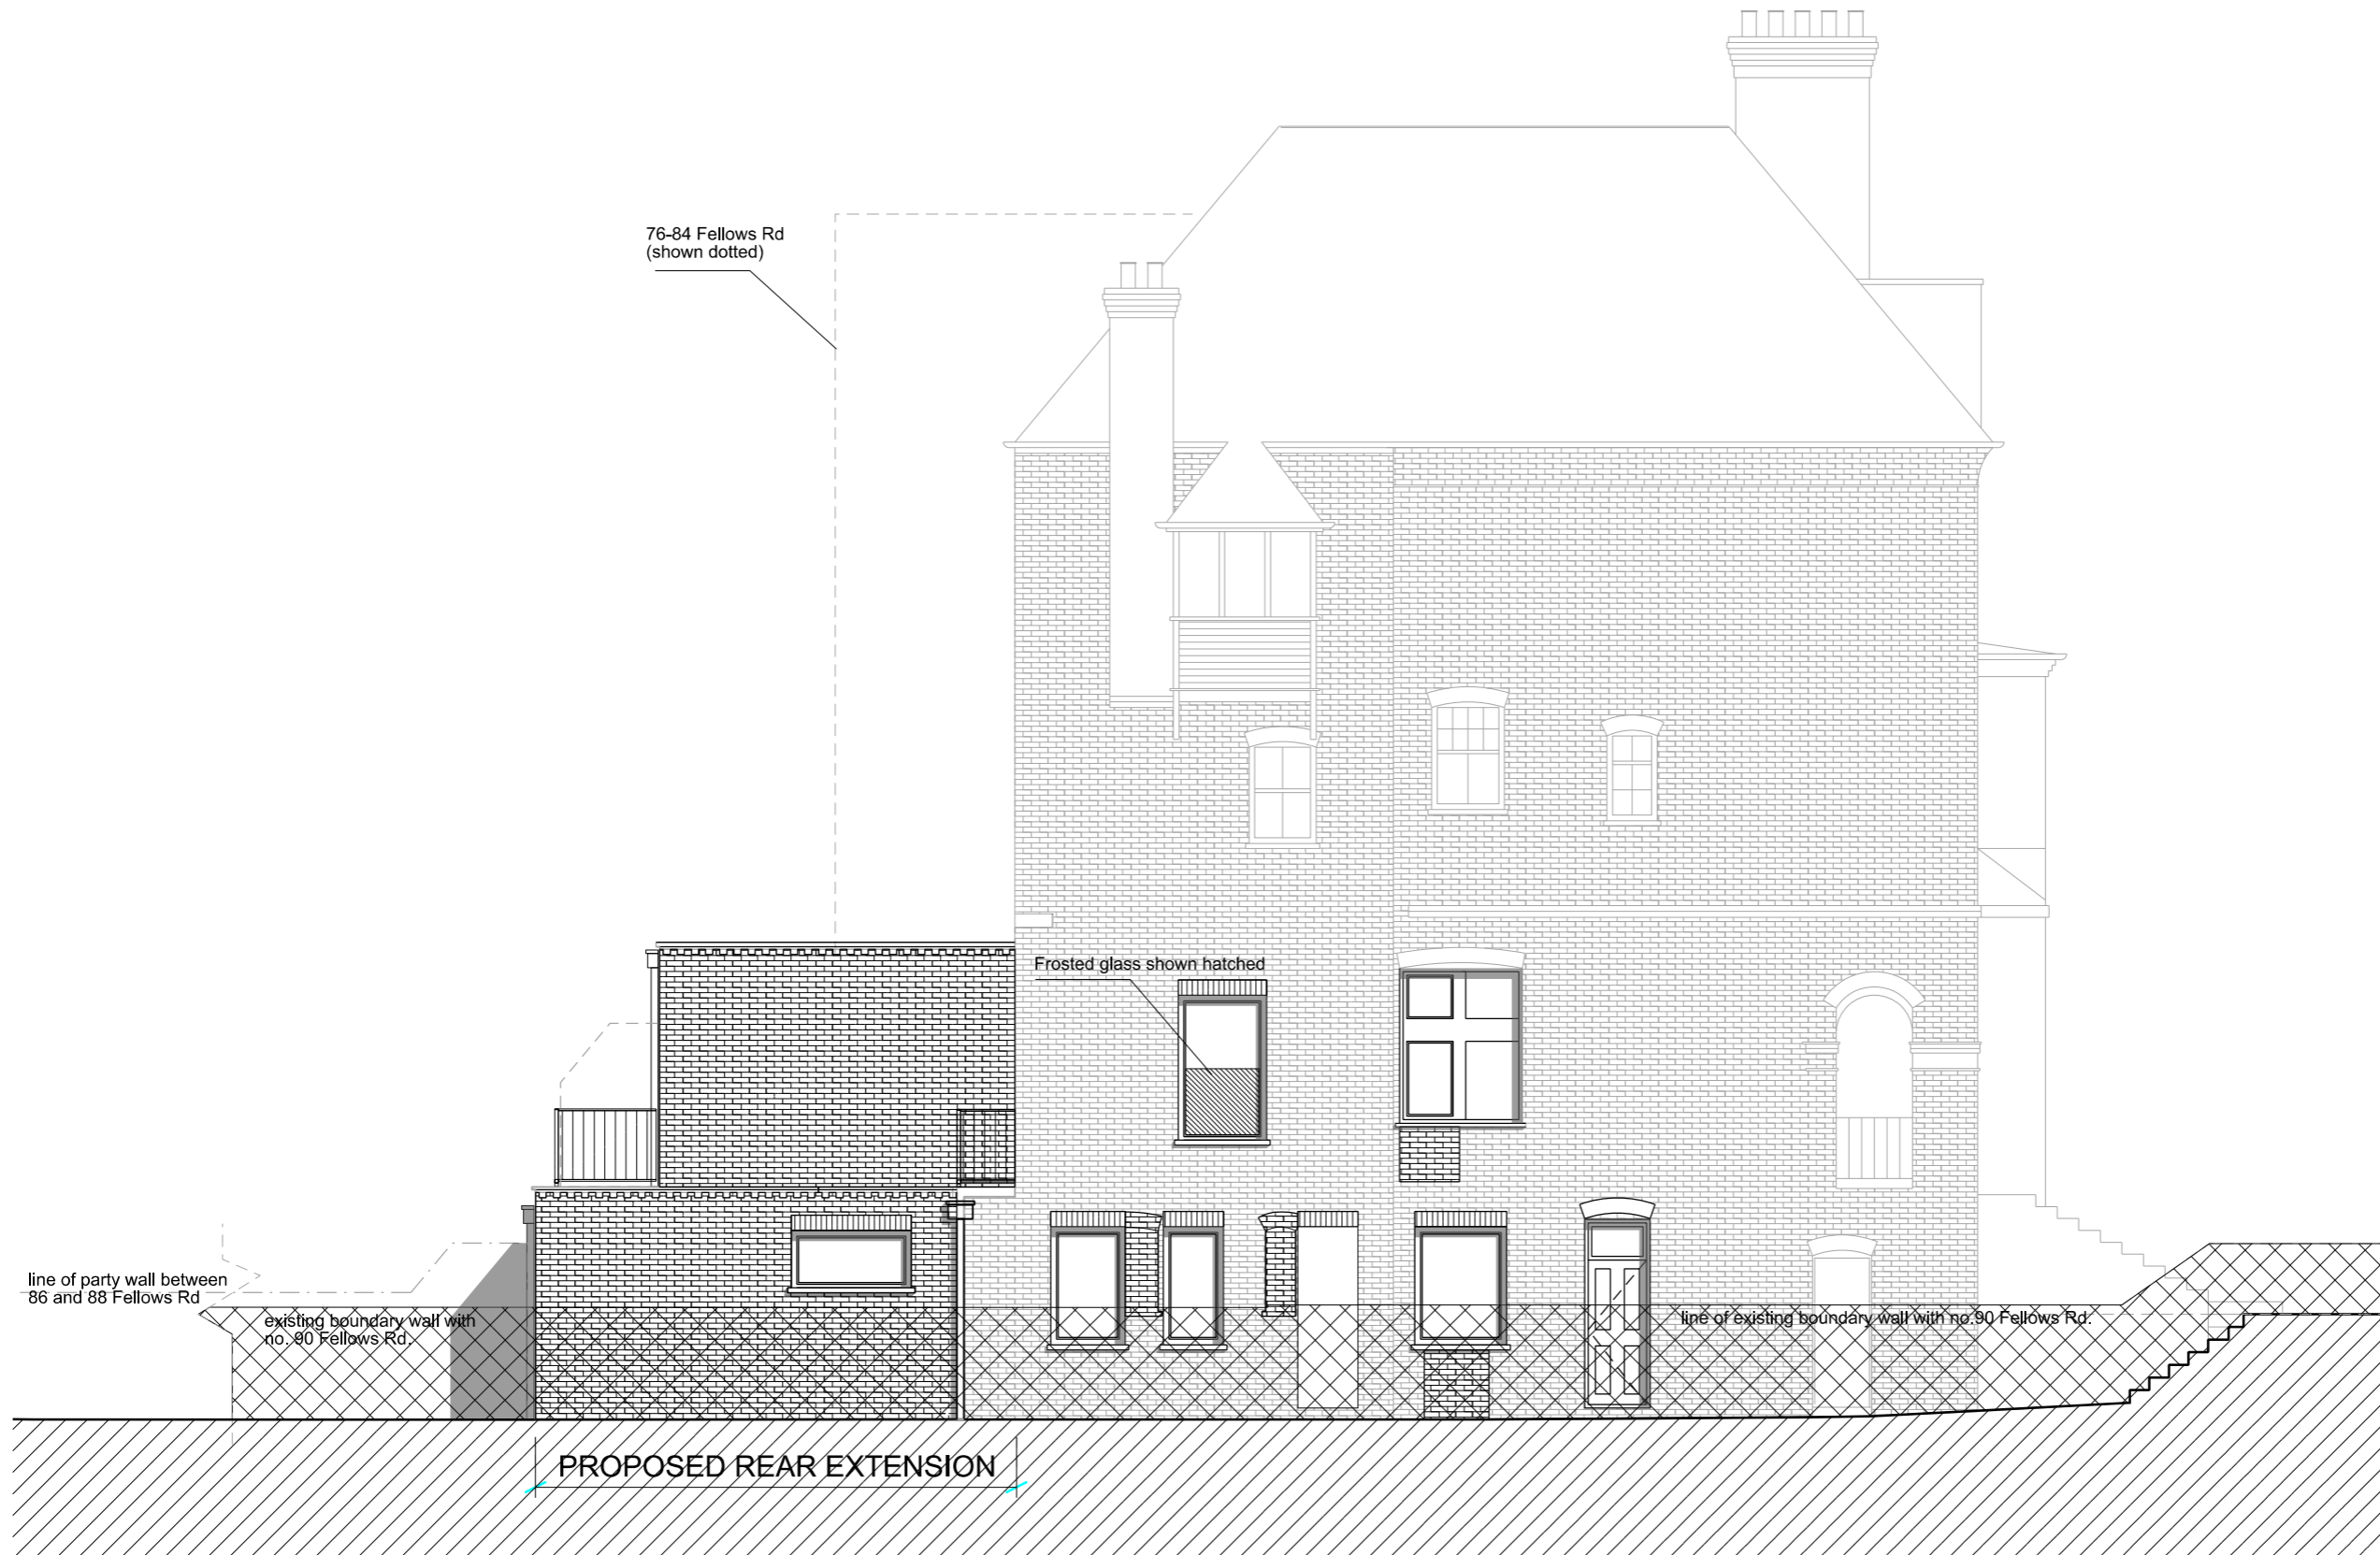 76-84 Fellows Rd
(shown dotted)
Frosted glass shown hatched
line of party wall between
86 and 88 Fellows Rd
existing boundary wall with
no. 90 Fellows Rd.
line of existing boundary wall with no.90 Fellows Rd.
PROPOSED REAR EXTENSION